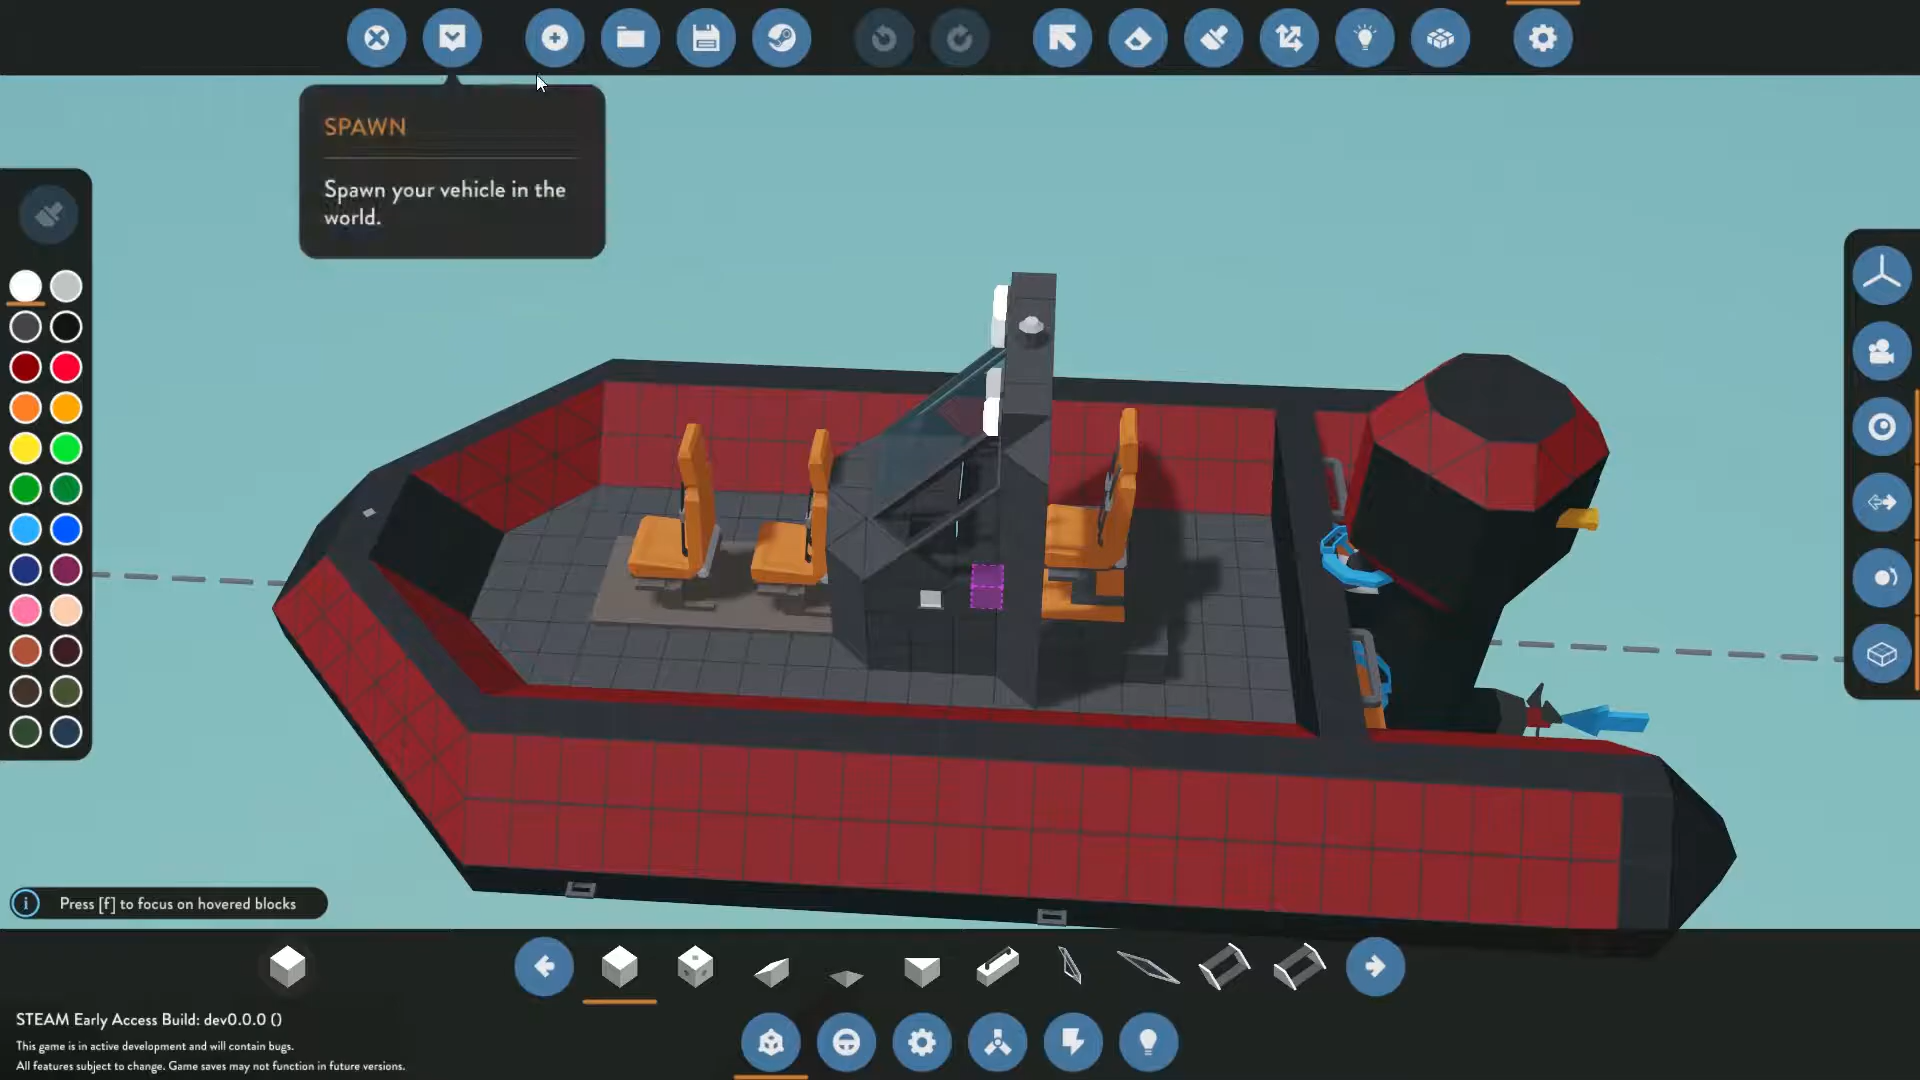 SPAWN
Spawn your vehicle in the
world.
Press [f] to focus on hovered blocks
STEAM Early Access Build: dev0.0.0 ()
This game is in active development and will contain bugs.
All features subject to change. Game saves may not function in future versions.